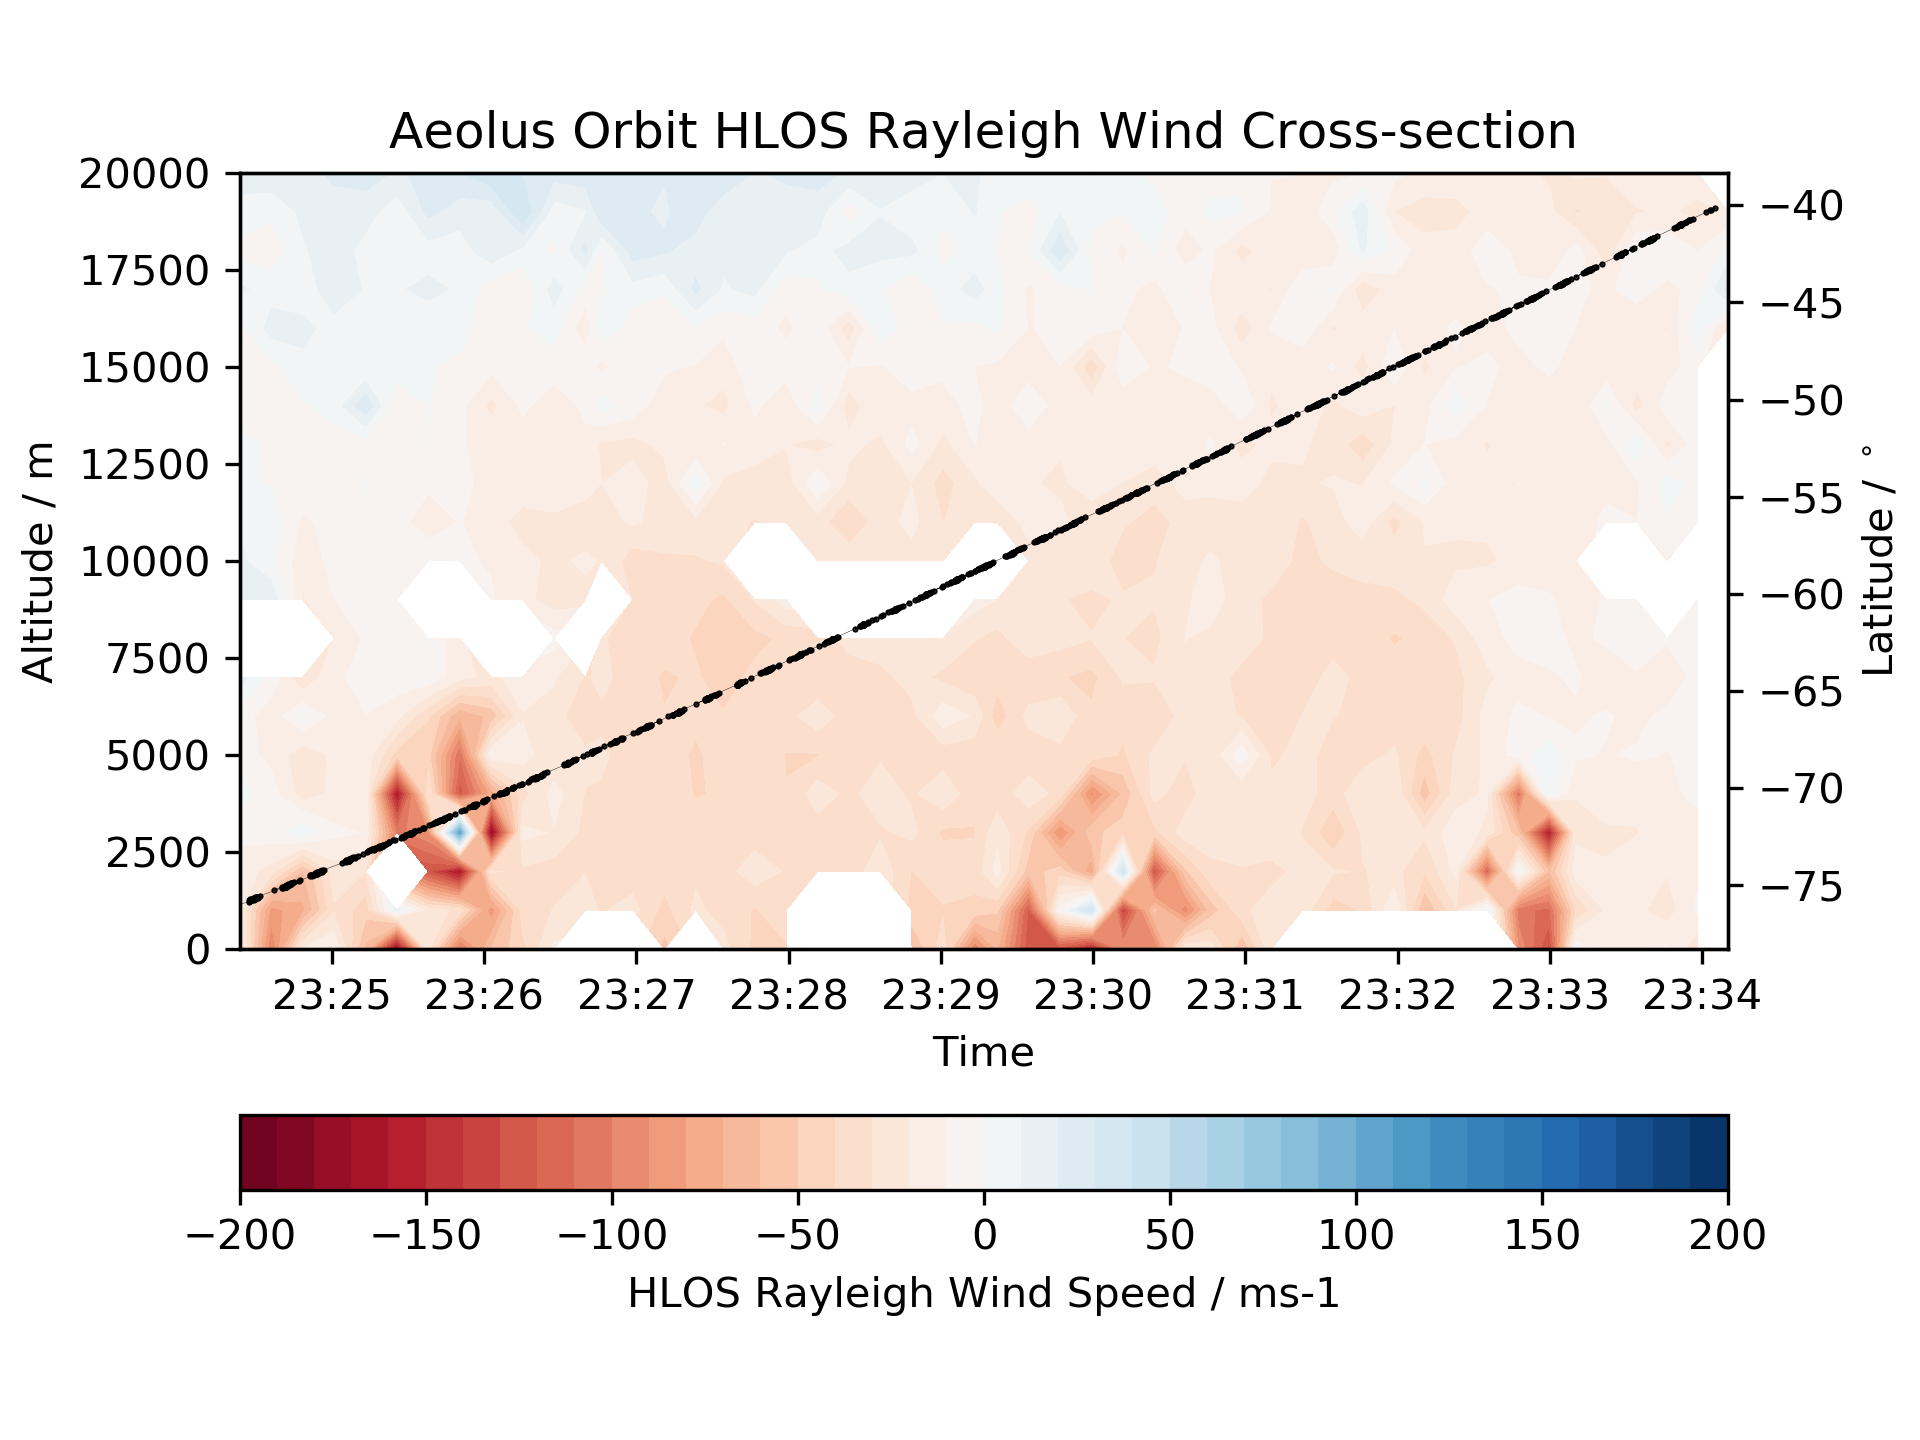 Aeolus Orbit HLOS Rayleigh Wind Cross-section
20000
17500
15000
12500
10000
7500
5000
2500
0
Altitude / m
−40
−45
−50
−55
−60
−65
−70
−75
Latitude / °
23:25 23:26 23:27 23:28 23:29 23:30 23:31 23:32 23:33 23:34
Time
−200 −150 −100 −50 0 50 100 150 200
HLOS Rayleigh Wind Speed / ms-1